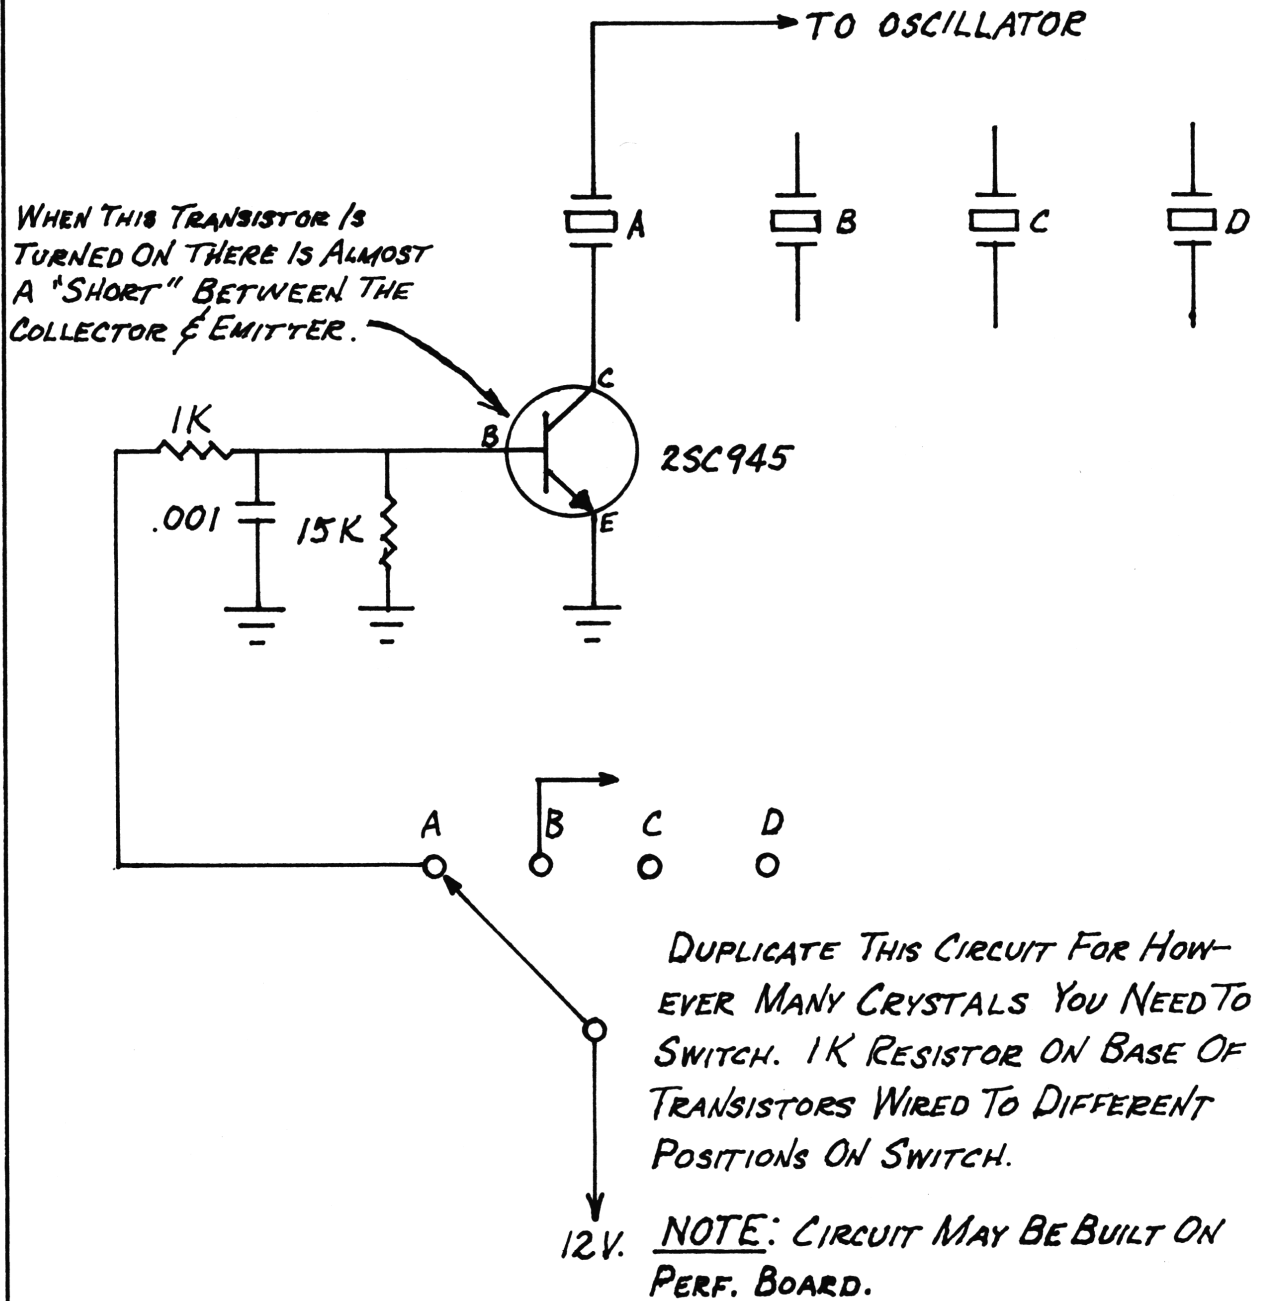 TO OSCILLATOR
A
B
C
D
WHEN THIS TRANSISTOR IS
TURNED ON THERE IS ALMOST
A "SHORT" BETWEEN THE
COLLECTOR & EMITTER.
C
1K
B
2SC945
.001
15K
E
A
B
C
D
DUPLICATE THIS CIRCUIT FOR HOW-
EVER MANY CRYSTALS YOU NEED TO
SWITCH. 1K RESISTOR ON BASE OF
TRANSISTORS WIRED TO DIFFERENT
POSITIONS ON SWITCH.
12V.
NOTE: CIRCUIT MAY BE BUILT ON
PERF. BOARD.